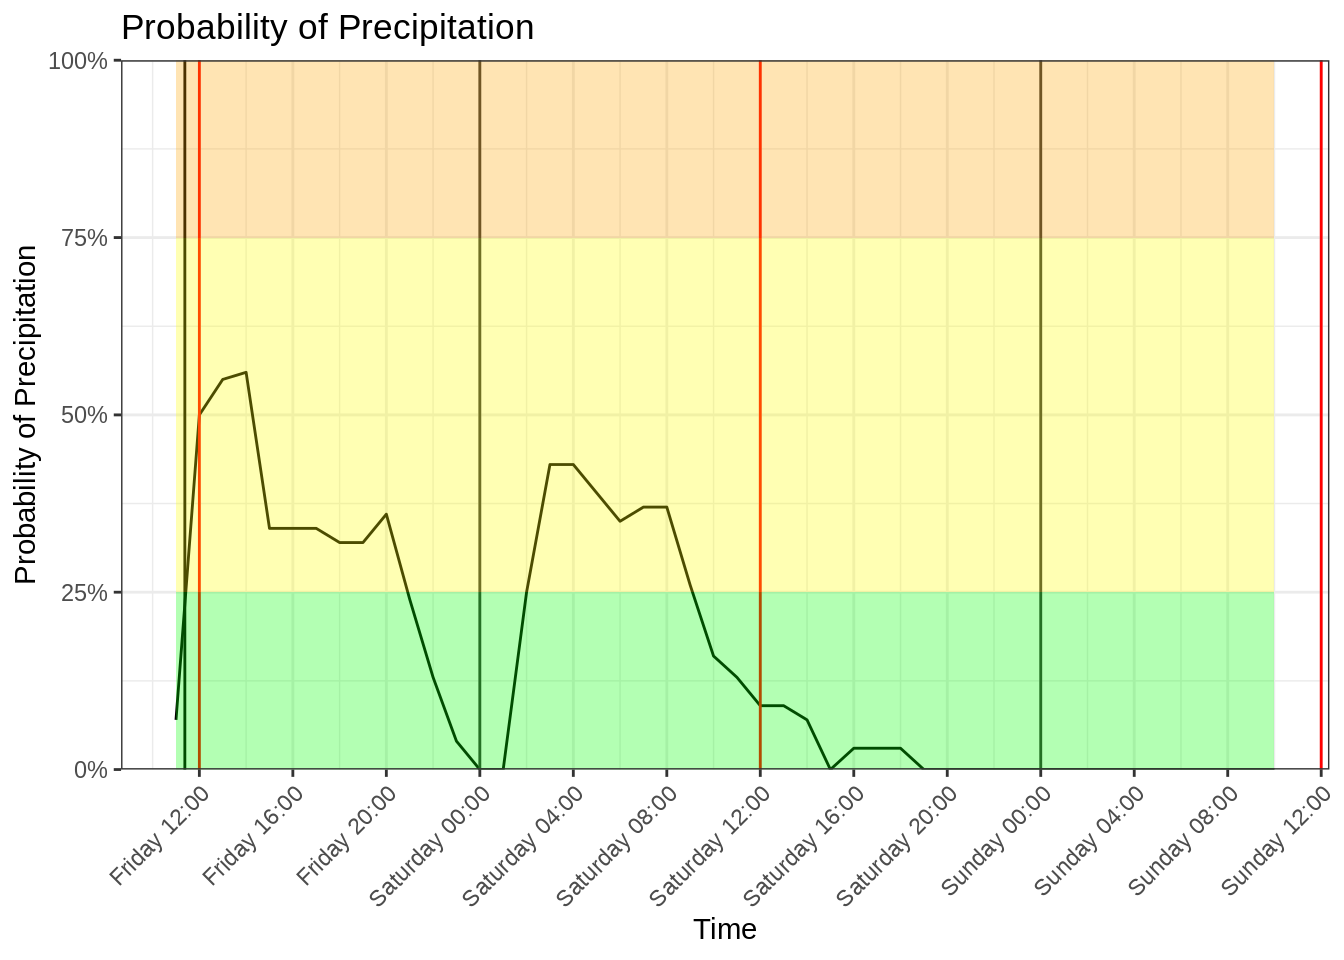 Probability of Precipitation
Probability of Precipitation
100%
75%
50%
25%
0%
Friday 12:00
Friday 16:00
Friday 20:00
Saturday 00:00
Saturday 04:00
Saturday 08:00
Saturday 12:00
Saturday 16:00
Saturday 20:00
Sunday 00:00
Sunday 04:00
Sunday 08:00
Sunday 12:00
Time